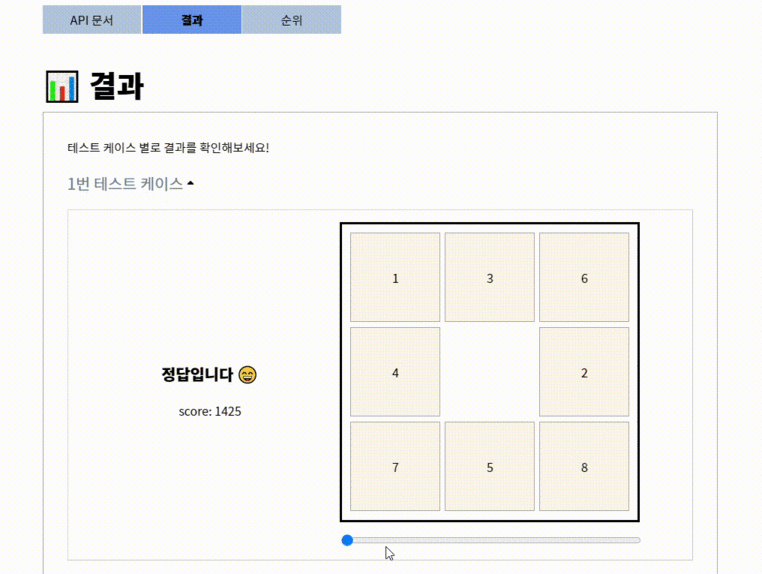 API 문서 결과 순위
📊 결과
테스트 케이스 별로 결과를 확인해보세요!
1번 테스트 케이스
1 3 6
4 2
7 5 8
정답입니다 😄
score: 1425